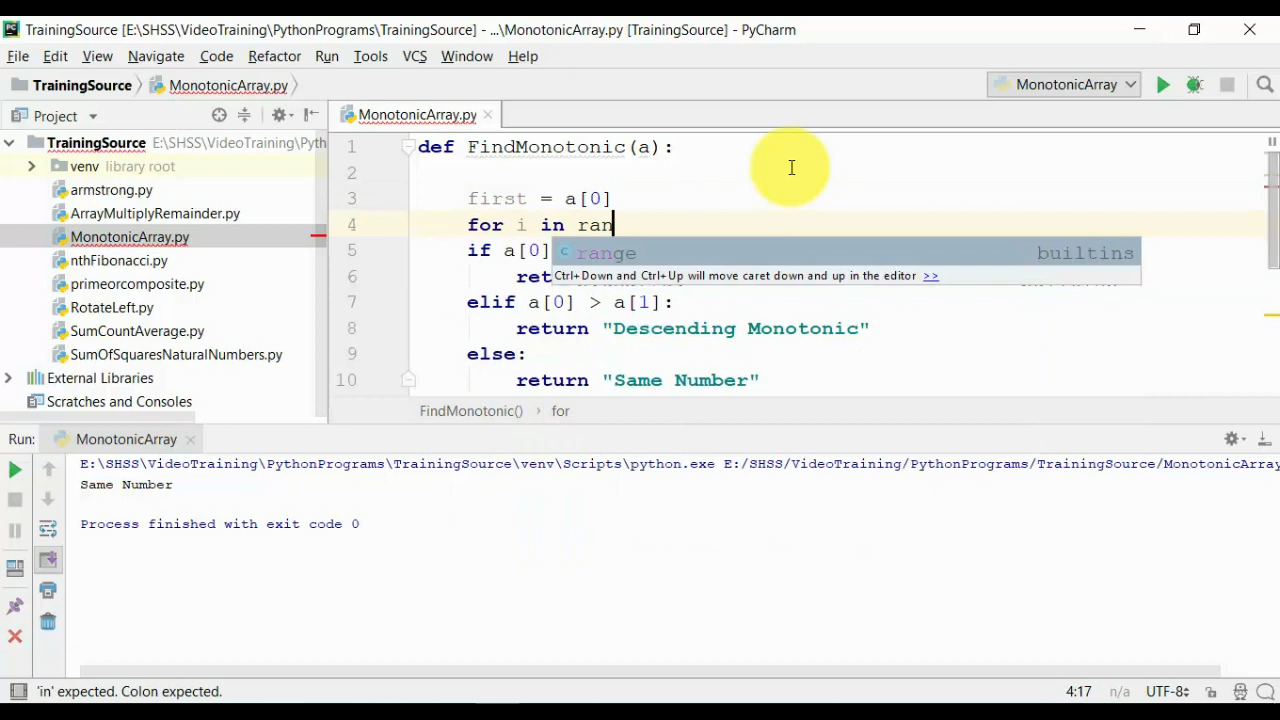 TrainingSource [E:\SHSS\VideoTraining\PythonPrograms\TrainingSource] - ...\MonotonicArray.py [TrainingSource] - PyCharm
File Edit View Navigate Code Refactor Run Tools VCS Window Help
TrainingSource MonotonicArray.py MonotonicArray
Project MonotonicArray.py
TrainingSource E:\SHSS\VideoTraining\Pyth
venv library root
armstrong.py
ArrayMultiplyRemainder.py
MonotonicArray.py
nthFibonacci.py
primeorcomposite.py
RotateLeft.py
SumCountAverage.py
SumOfSquaresNaturalNumbers.py
External Libraries
Scratches and Consoles
1 def FindMonotonic(a):
2
3 first = a[0]
4 for i in ran
5 if a[0]
range builtins
6 ret
Ctrl+Down and Ctrl+Up will move caret down and up in the editor >>
7 elif a[0] > a[1]:
8 return "Descending Monotonic"
9 else:
10 return "Same Number"
FindMonotonic() › for
Run: MonotonicArray
E:\SHSS\VideoTraining\PythonPrograms\TrainingSource\venv\Scripts\python.exe E:/SHSS/VideoTraining/PythonPrograms/TrainingSource/MonotonicArray
Same Number
Process finished with exit code 0
'in' expected. Colon expected. 4:17 n/a UTF-8